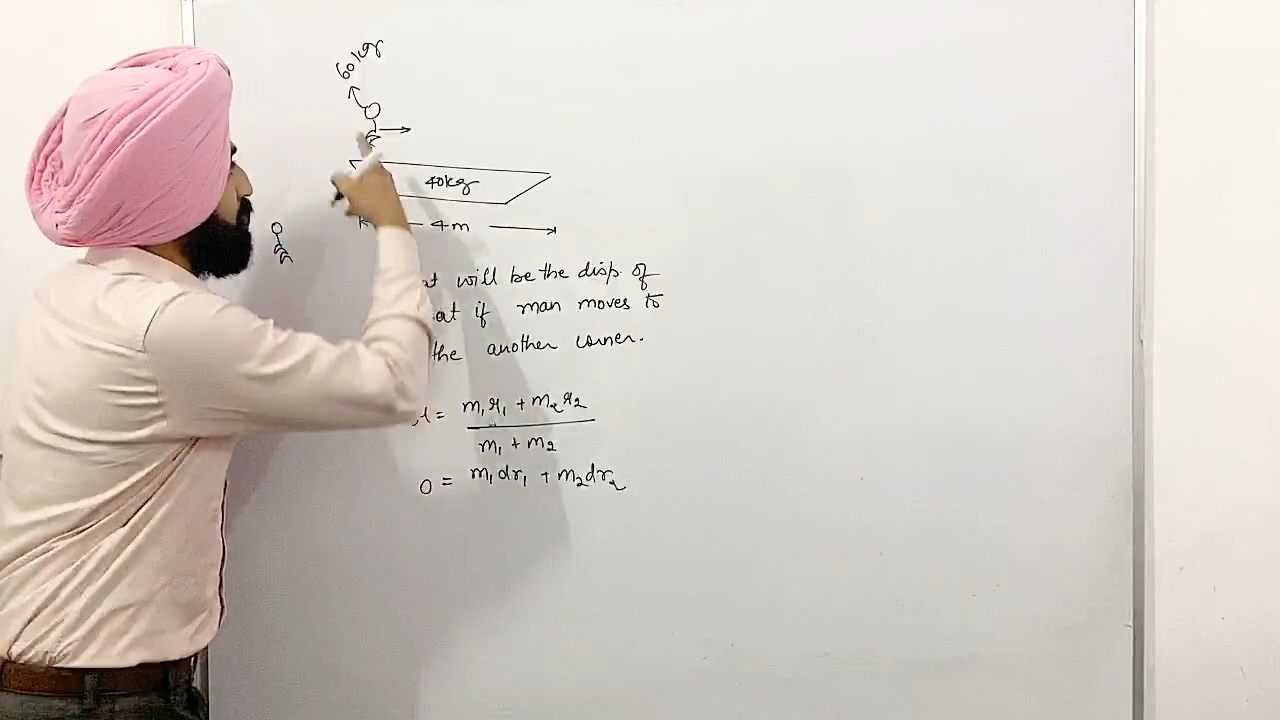 60kg
40kg
4m
will be the disp. of
if man moves to
the another corner.
= m₁r₁ + m₂r₂
m₁ + m₂
0 = m₁dr₁ + m₂dr₂